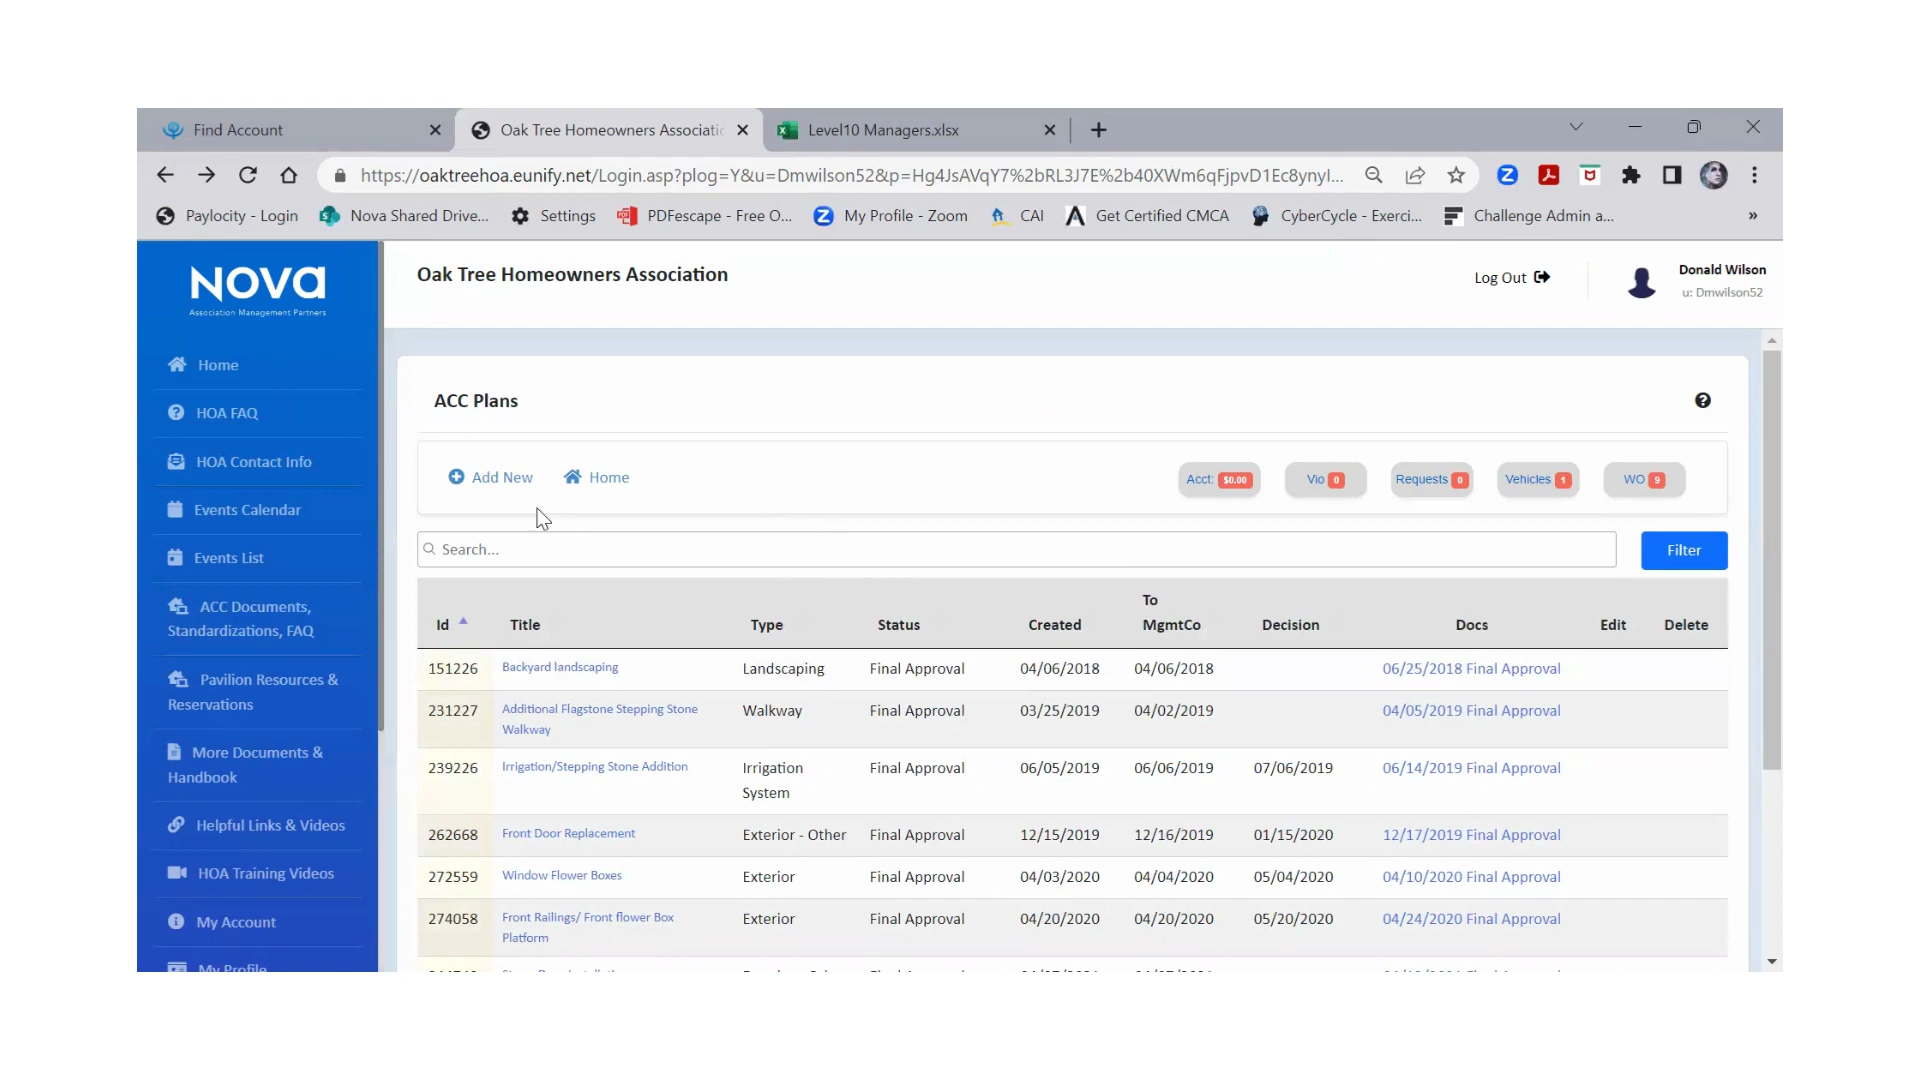 Find Account
Oak Tree Homeowners Associatic
Level10 Managers.xlsx
https://oaktreehoa.eunify.net/Login.asp?plog=Y&u=Dmwilson52&p=Hg4JsAVqY7%2bRL3J7E%2b40XWm6qFjpvD1Ec8ynyI...
Paylocity - Login
Nova Shared Drive...
Settings
PDFescape - Free O...
My Profile - Zoom
CAI
Get Certified CMCA
CyberCycle - Exerci...
Challenge Admin a...
»
Nova
Association Management Partners
Oak Tree Homeowners Association
Log Out
Donald Wilson
u: Dmwilson52
Home
HOA FAQ
HOA Contact Info
Events Calendar
Events List
ACC Documents,
Standardizations, FAQ
Pavilion Resources &
Reservations
More Documents &
Handbook
Helpful Links & Videos
HOA Training Videos
My Account
My Profile
ACC Plans
Add New
Home
Acct: $0.00
Vio 0
Requests 0
Vehicles 1
WO 9
Search...
Filter
Id Title Type Status Created To MgmtCo Decision Docs Edit Delete
151226 Backyard landscaping Landscaping Final Approval 04/06/2018 04/06/2018 06/25/2018 Final Approval
231227 Additional Flagstone Stepping Stone Walkway Final Approval 03/25/2019 04/02/2019 04/05/2019 Final Approval
Walkway
239226 Irrigation/Stepping Stone Addition Irrigation Final Approval 06/05/2019 06/06/2019 07/06/2019 06/14/2019 Final Approval
System
262668 Front Door Replacement Exterior - Other Final Approval 12/15/2019 12/16/2019 01/15/2020 12/17/2019 Final Approval
272559 Window Flower Boxes Exterior Final Approval 04/03/2020 04/04/2020 05/04/2020 04/10/2020 Final Approval
274058 Front Railings/ Front flower Box Exterior Final Approval 04/20/2020 04/20/2020 05/20/2020 04/24/2020 Final Approval
Platform